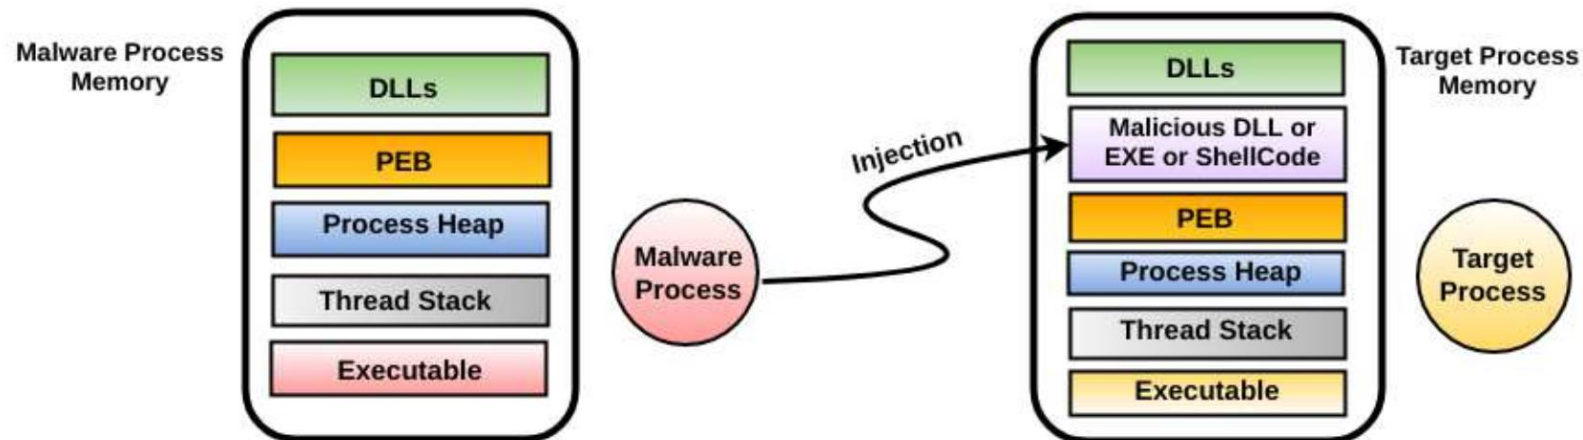 Malware Process
Memory
DLLs
PEB
Process Heap
Thread Stack
Executable
Malware
Process
Injection
DLLs
Malicious DLL or
EXE or ShellCode
PEB
Process Heap
Thread Stack
Executable
Target Process
Memory
Target
Process